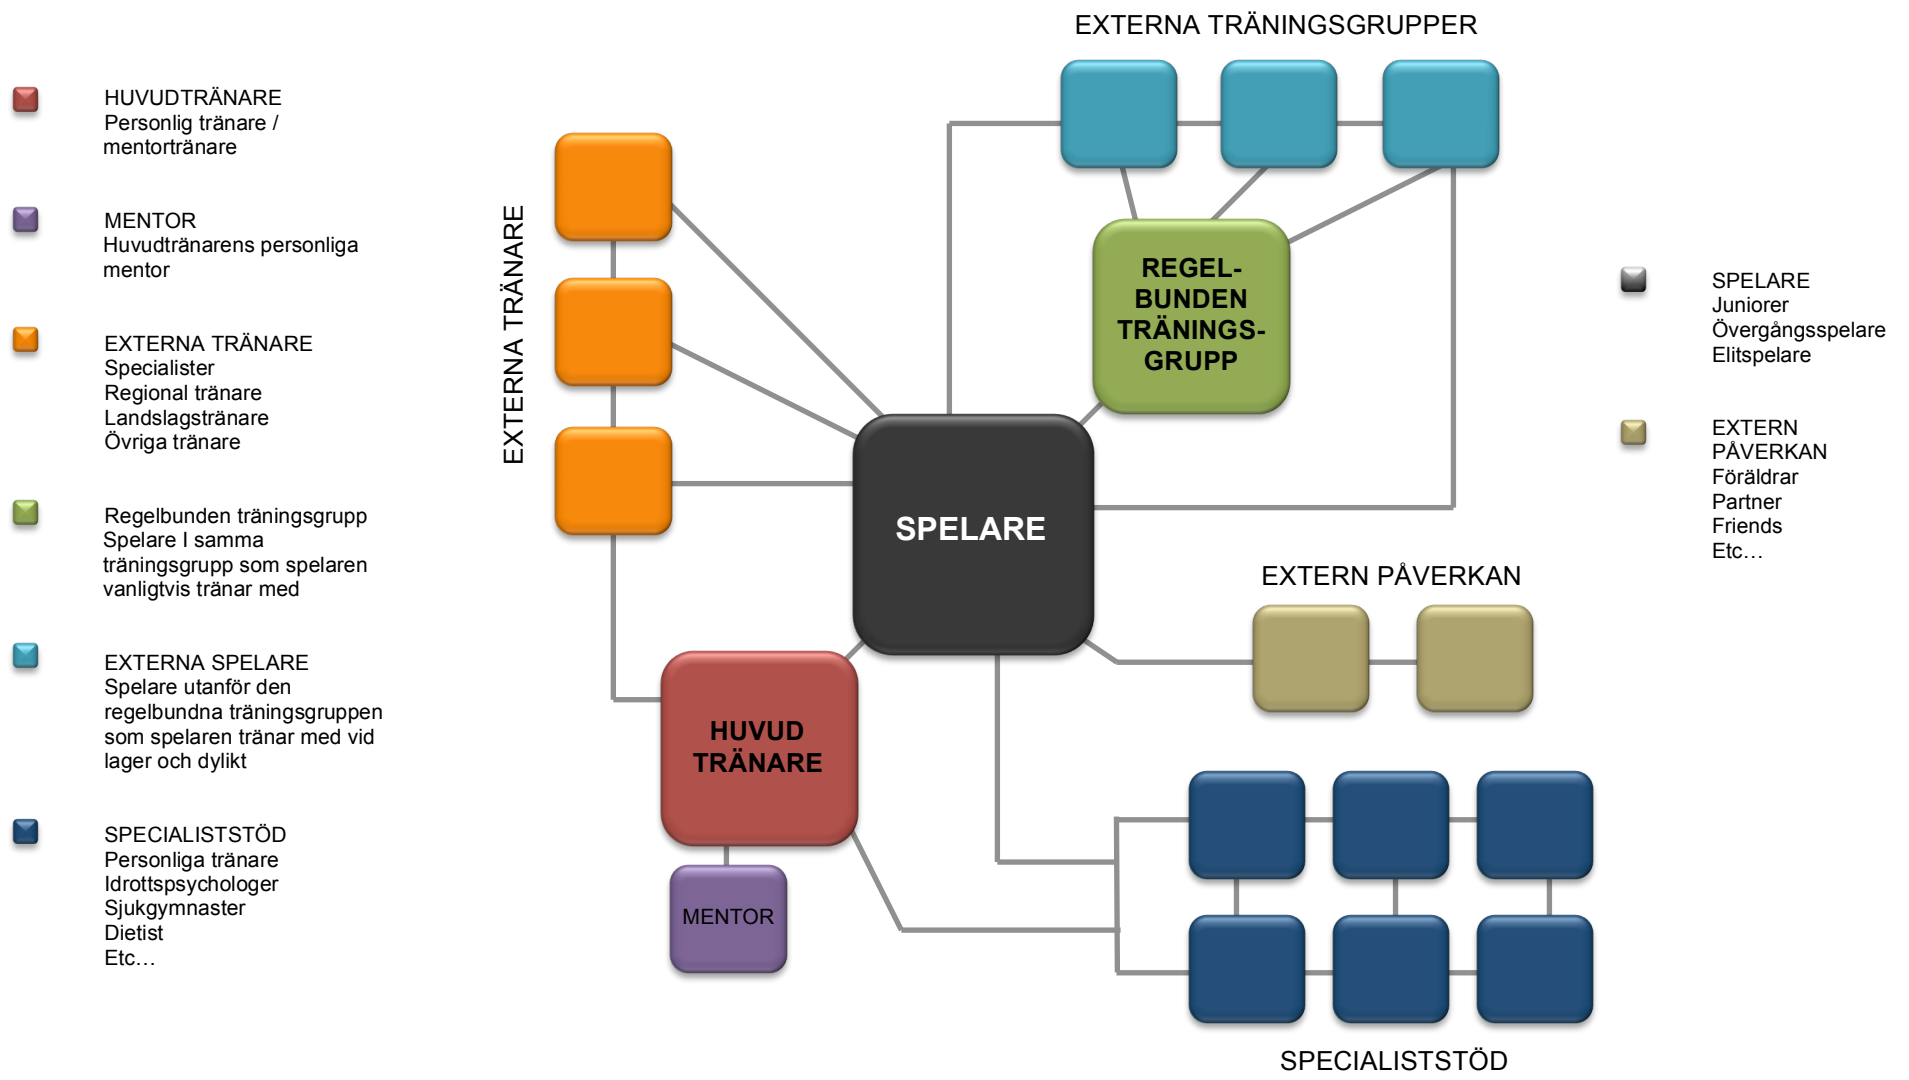 HUVUDTRÄNARE
Personlig tränare /
mentortränare
MENTOR
Huvudtränarens personliga
mentor
EXTERNA TRÄNARE
Specialister
Regional tränare
Landslagstränare
Övriga tränare
Regelbunden träningsgrupp
Spelare I samma
träningsgrupp som spelaren
vanligtvis tränar med
EXTERNA SPELARE
Spelare utanför den
regelbundna träningsgruppen
som spelaren tränar med vid
lager och dylikt
SPECIALISTSTÖD
Personliga tränare
Idrottspsychologer
Sjukgymnaster
Dietist
Etc…
EXTERNA TRÄNARE
EXTERNA TRÄNINGSGRUPPER
REGEL-
BUNDEN
TRÄNINGS-
GRUPP
SPELARE
EXTERN PÅVERKAN
HUVUD
TRÄNARE
MENTOR
SPECIALISTSTÖD
SPELARE
Juniorer
Övergångsspelare
Elitspelare
EXTERN
PÅVERKAN
Föräldrar
Partner
Friends
Etc…